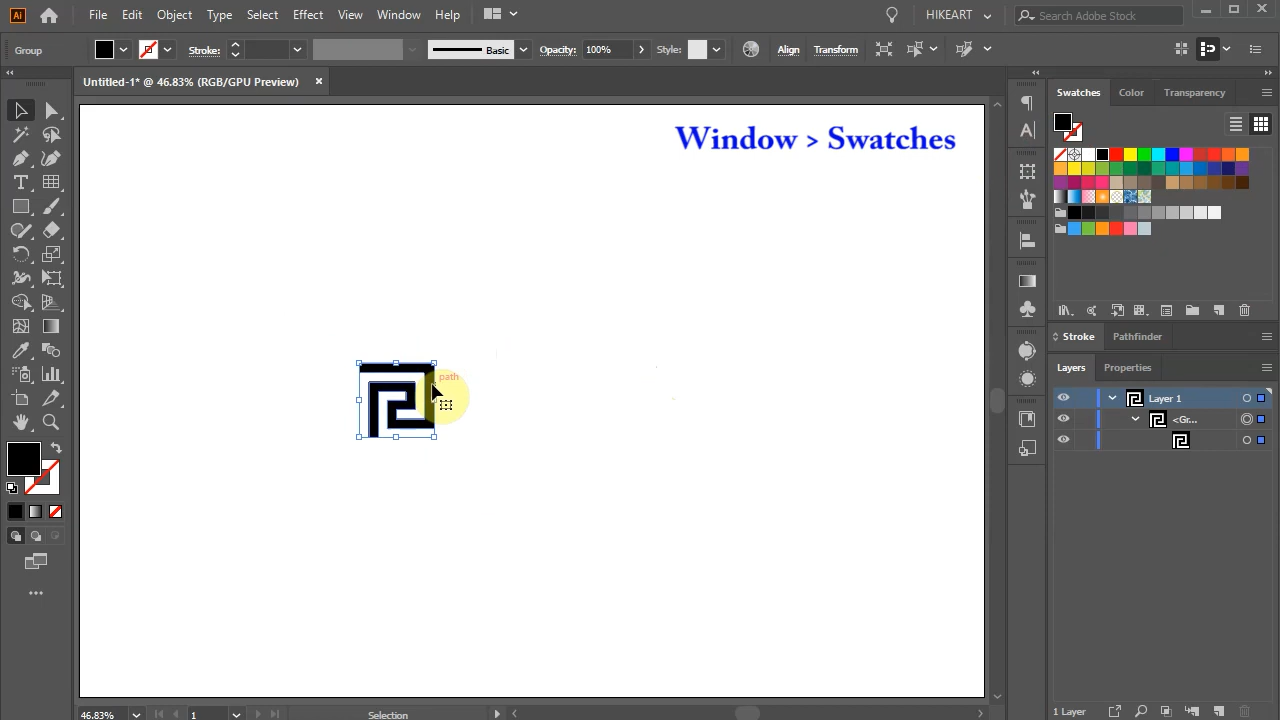 Ai
File
Edit
Object
Type
Select
Effect
View
Window
Help
HIKEART
Search Adobe Stock
Group
Stroke:
Basic
Opacity:
100%
Style:
Align
Transform
Untitled-1* @ 46.83% (RGB/GPU Preview)
Window > Swatches
path
Swatches
Color
Transparency
Stroke
Pathfinder
Layers
Properties
Layer 1
<Gr...
1 Layer
46.83%
1
Selection